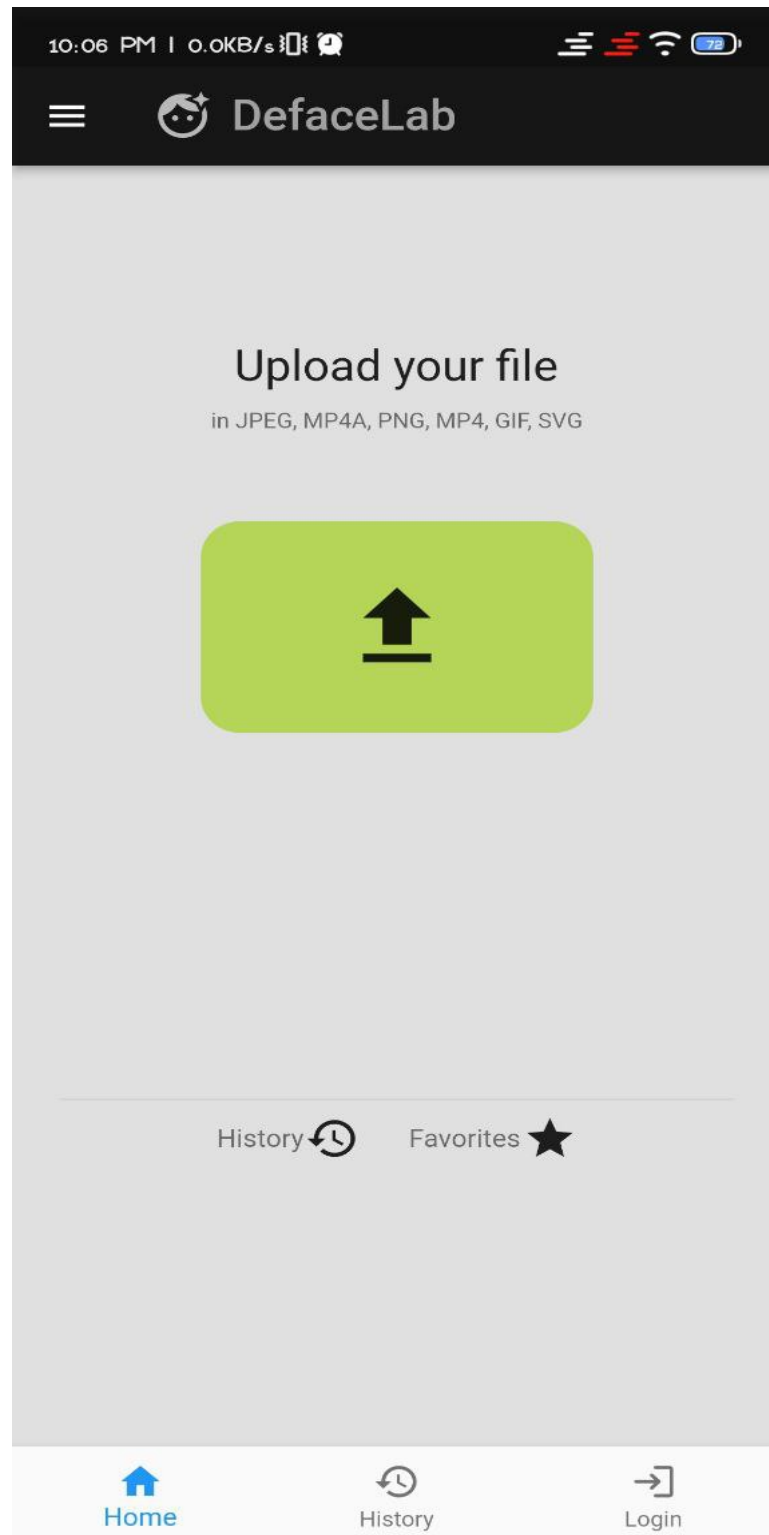 10:06 PM | 0.0KB/s 72
DefaceLab
Upload your file
in JPEG, MP4A, PNG, MP4, GIF, SVG
History Favorites
Home History Login